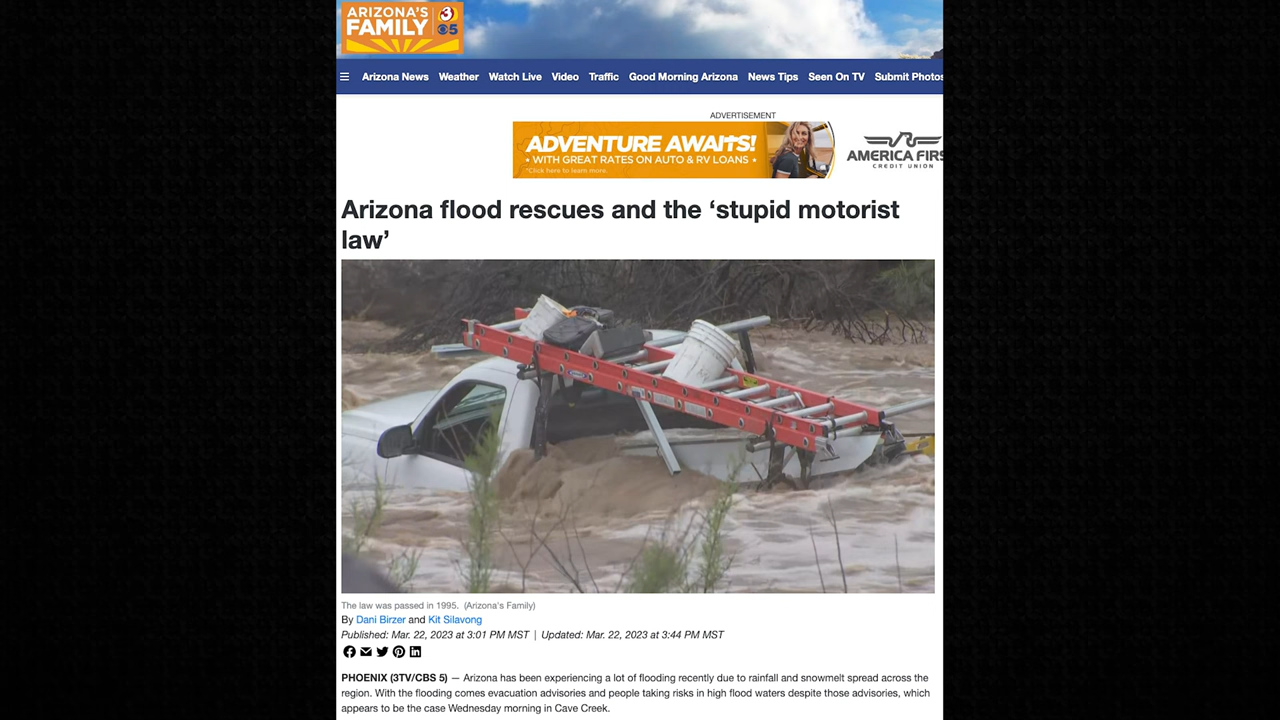 ARIZONA'S
FAMILY
3
5
Arizona News Weather Watch Live Video Traffic Good Morning Arizona News Tips Seen On TV Submit Photos
ADVERTISEMENT
ADVENTURE AWAITS!
• WITH GREAT RATES ON AUTO & RV LOANS •
*Click here to learn more.
AMERICA FIRS
CREDIT UNION
Arizona flood rescues and the ‘stupid motorist
law’
The law was passed in 1995. (Arizona's Family)
By Dani Birzer and Kit Silavong
Published: Mar. 22, 2023 at 3:01 PM MST | Updated: Mar. 22, 2023 at 3:44 PM MST
PHOENIX (3TV/CBS 5) — Arizona has been experiencing a lot of flooding recently due to rainfall and snowmelt spread across the
region. With the flooding comes evacuation advisories and people taking risks in high flood waters despite those advisories, which
appears to be the case Wednesday morning in Cave Creek.